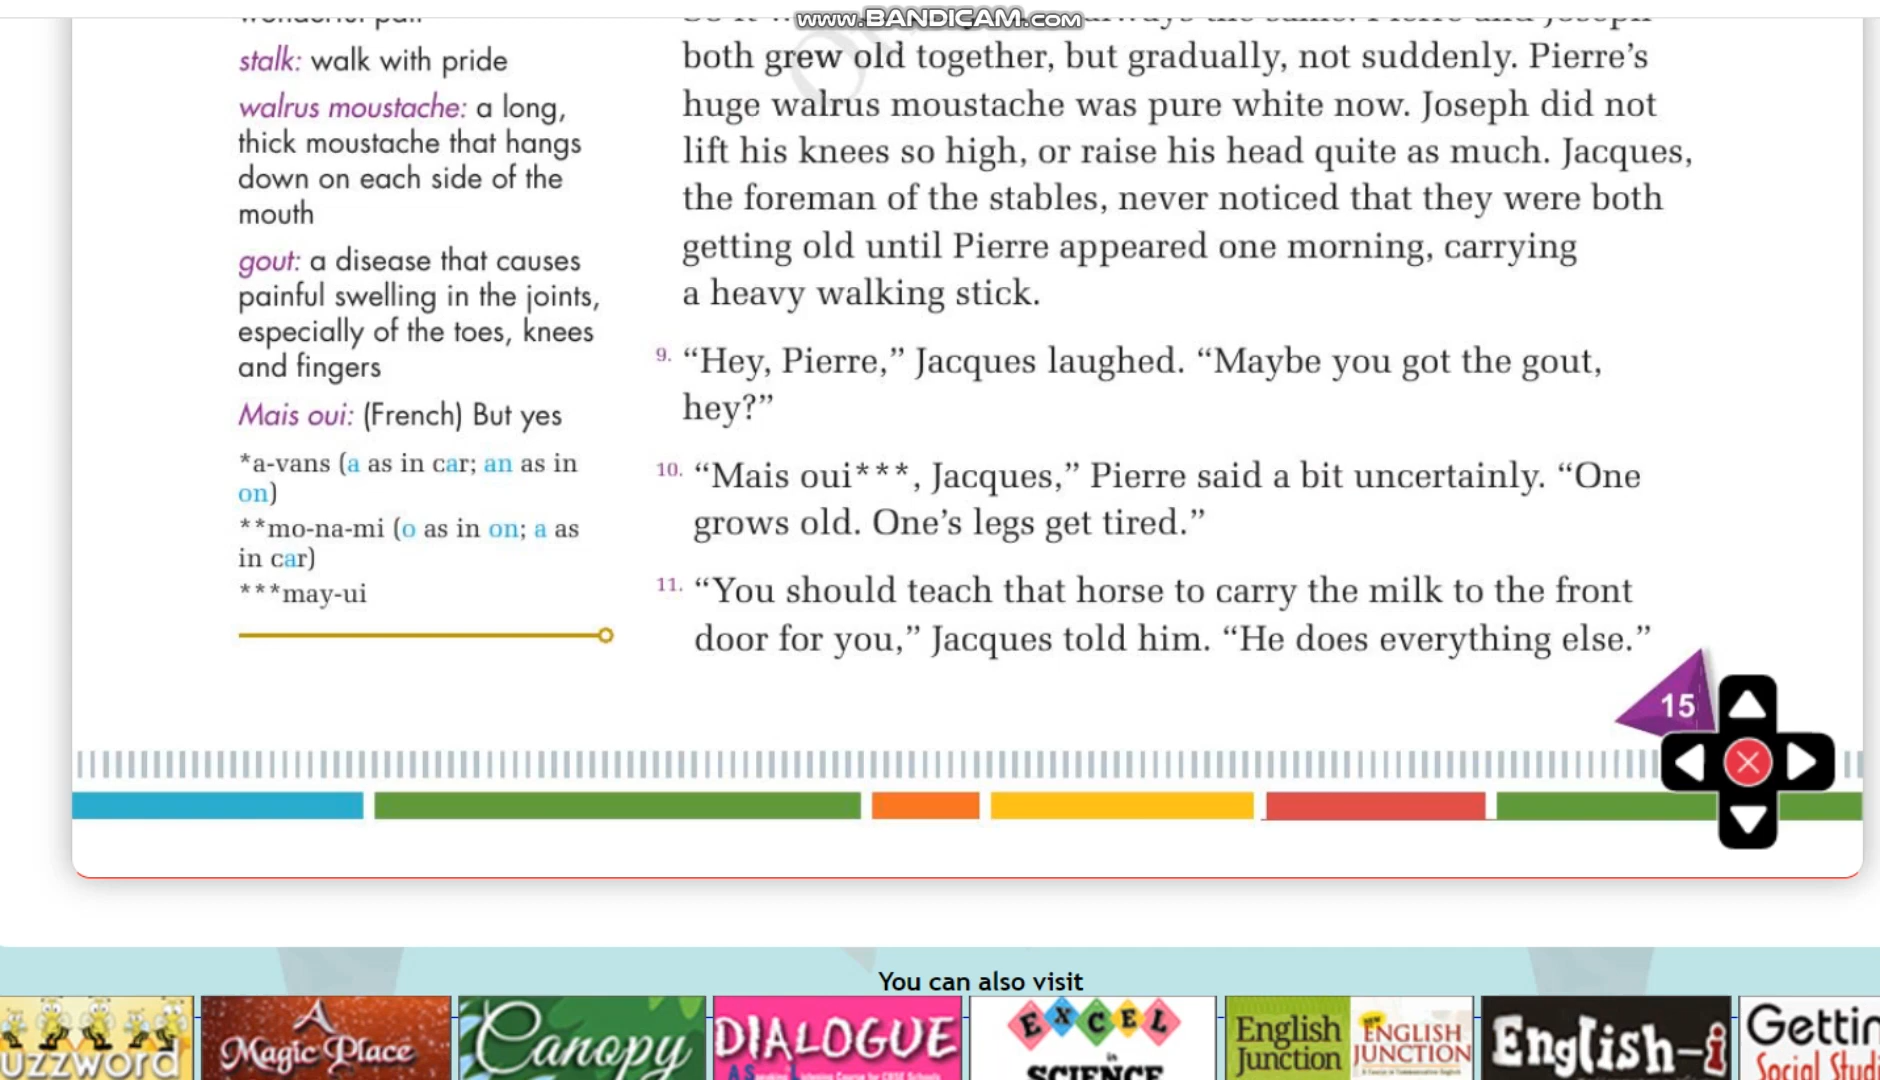 www.BANDICAM.com
stalk: walk with pride
walrus moustache: a long,
thick moustache that hangs
down on each side of the
mouth
gout: a disease that causes
painful swelling in the joints,
especially of the toes, knees
and fingers
Mais oui: (French) But yes
*a-vans (a as in car; an as in
on)
**mo-na-mi (o as in on; a as
in car)
***may-ui
both grew old together, but gradually, not suddenly. Pierre’s
huge walrus moustache was pure white now. Joseph did not
lift his knees so high, or raise his head quite as much. Jacques,
the foreman of the stables, never noticed that they were both
getting old until Pierre appeared one morning, carrying
a heavy walking stick.
9. “Hey, Pierre,” Jacques laughed. “Maybe you got the gout,
hey?”
10. “Mais oui***, Jacques,” Pierre said a bit uncertainly. “One
grows old. One’s legs get tired.”
11. “You should teach that horse to carry the milk to the front
door for you,” Jacques told him. “He does everything else.”
15
You can also visit
uzzword
A
Magic Place
Canopy
DIALOGUE
EXCEL
in
SCIENCE
English
Junction
NEW
ENGLISH
JUNCTION
English-i
Gettin
Social Studi